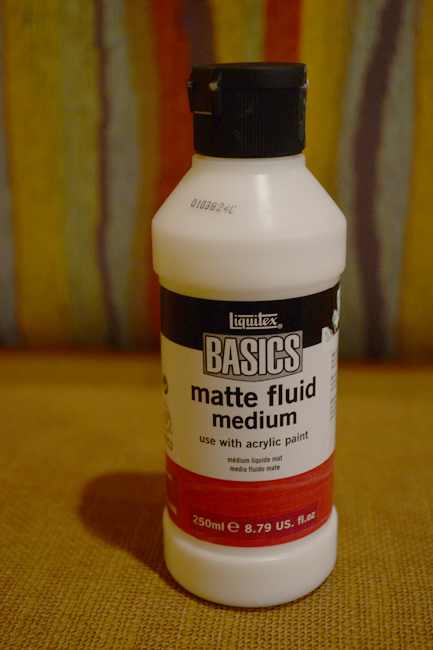 0103824C
Liquitex®
BASICS
matte fluid
medium
use with acrylic paint
médium liquide mat
medio fluido mate
250ml ℮ 8.79 US. fl.oz